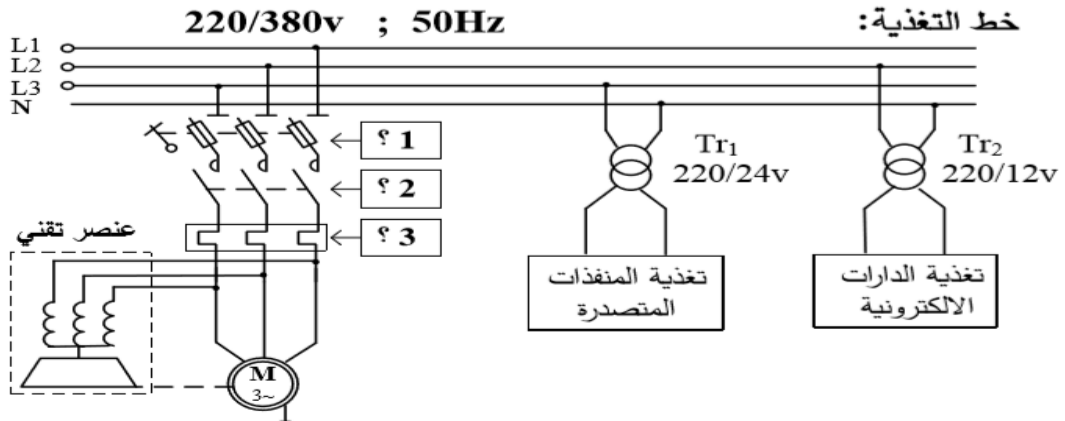 خط التغذية: 220/380v ; 50Hz
L1
L2
L3
N
1 ؟
2 ؟
3 ؟
Tr1
220/24v
Tr2
220/12v
عنصر تقني
تغذية المنفذات
المتصدرة
تغذية الدارات
الالكترونية
M
3~